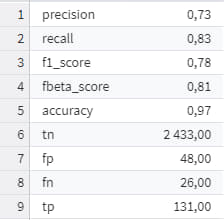 1 precision 0,73
2 recall 0,83
3 f1_score 0,78
4 fbeta_score 0,81
5 accuracy 0,97
6 tn 2 433,00
7 fp 48,00
8 fn 26,00
9 tp 131,00